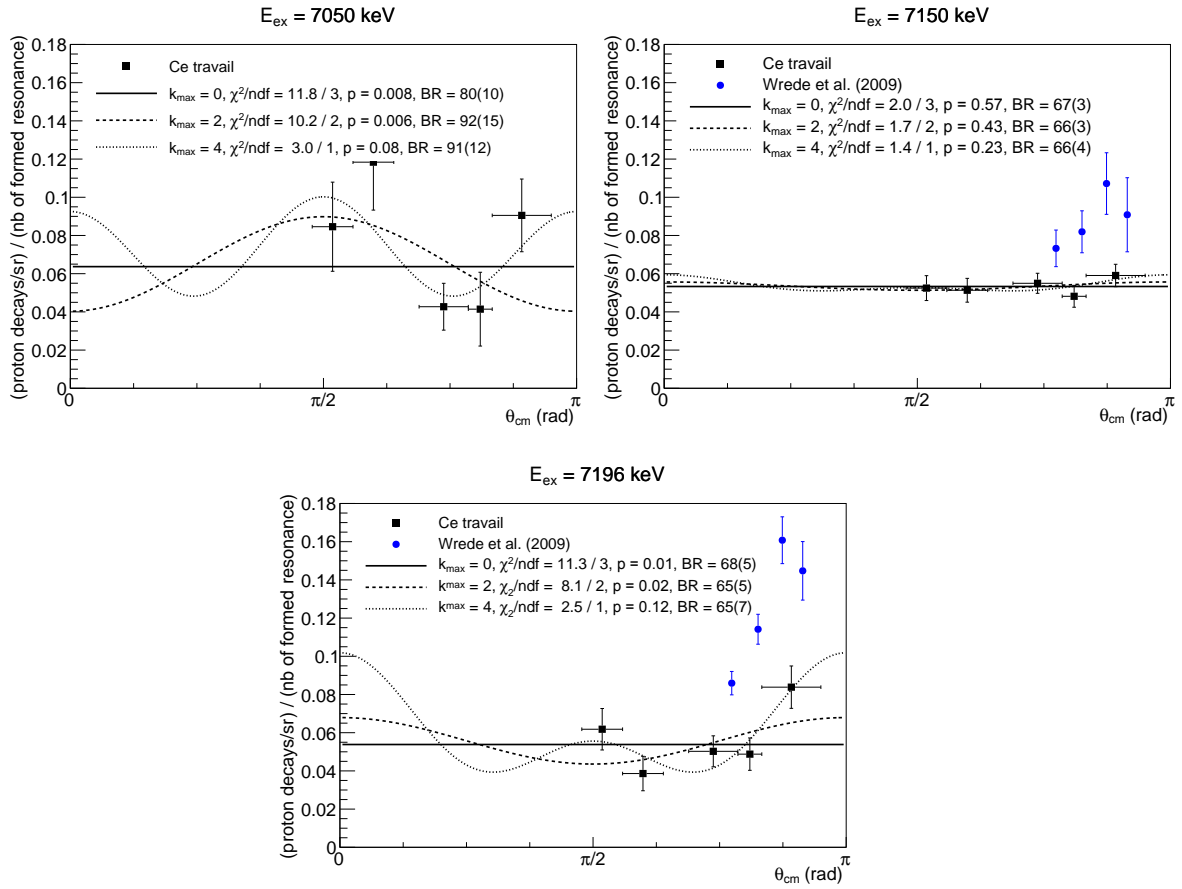 E_ex = 7050 keV
(proton decays/sr) / (nb of formed resonance)
0.18
0.16
0.14
0.12
0.1
0.08
0.06
0.04
0.02
0
Ce travail
k_max = 0, χ²/ndf = 11.8 / 3, p = 0.008, BR = 80(10)
k_max = 2, χ²/ndf = 10.2 / 2, p = 0.006, BR = 92(15)
k_max = 4, χ²/ndf = 3.0 / 1, p = 0.08, BR = 91(12)
0 π/2 π
θ_cm (rad)
E_ex = 7150 keV
(proton decays/sr) / (nb of formed resonance)
0.18
0.16
0.14
0.12
0.1
0.08
0.06
0.04
0.02
0
Ce travail
Wrede et al. (2009)
k_max = 0, χ²/ndf = 2.0 / 3, p = 0.57, BR = 67(3)
k_max = 2, χ²/ndf = 1.7 / 2, p = 0.43, BR = 66(3)
k_max = 4, χ²/ndf = 1.4 / 1, p = 0.23, BR = 66(4)
0 π/2 π
θ_cm (rad)
E_ex = 7196 keV
(proton decays/sr) / (nb of formed resonance)
0.18
0.16
0.14
0.12
0.1
0.08
0.06
0.04
0.02
0
Ce travail
Wrede et al. (2009)
k_max = 0, χ²/ndf = 11.3 / 3, p = 0.01, BR = 68(5)
k^max = 2, χ_2/ndf = 8.1 / 2, p = 0.02, BR = 65(5)
k^max = 4, χ_2/ndf = 2.5 / 1, p = 0.12, BR = 65(7)
0 π/2 π
θ_cm (rad)